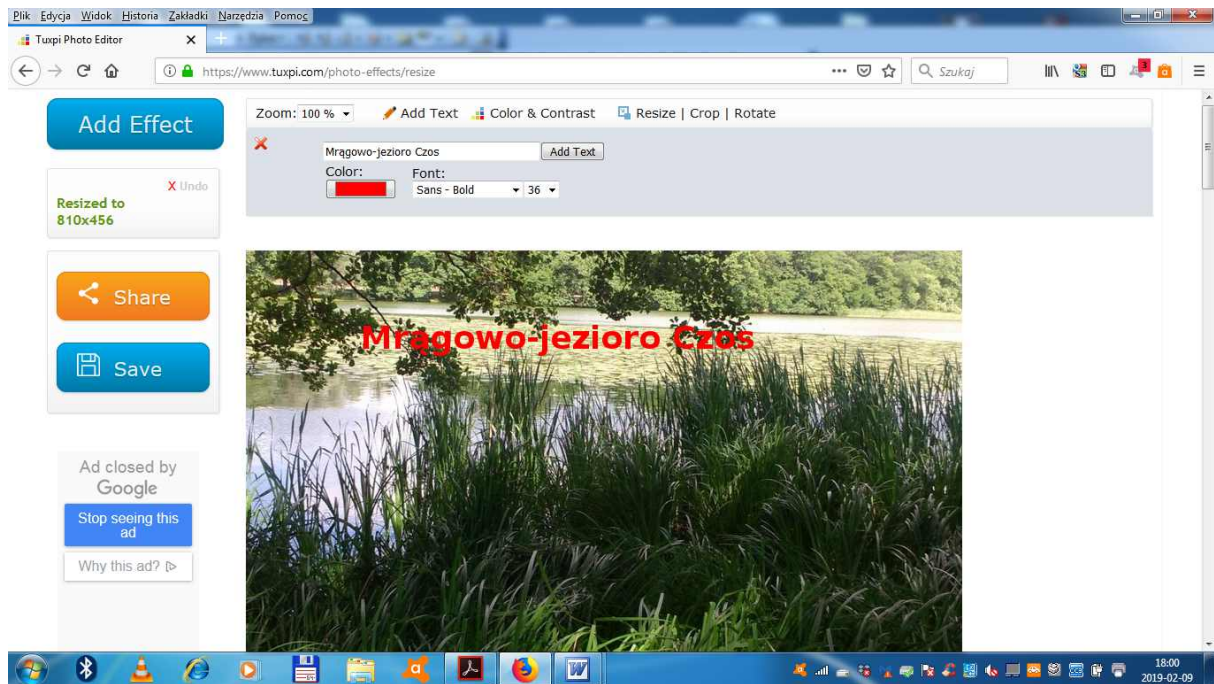 Plik Edycja Widok Historia Zakładki Narzędzia Pomoc
Tuxpi Photo Editor
https://www.tuxpi.com/photo-effects/resize
Szukaj
3
Add Effect
Zoom: 100 % Add Text Color & Contrast Resize | Crop | Rotate
Mrągowo-jezioro Czos Add Text
Color: Font:
Sans - Bold 36
X Undo
Resized to
810x456
Share
Save
Mrągowo-jezioro Czos
Ad closed by
Google
Stop seeing this
ad
Why this ad?
18:00
2019-02-09